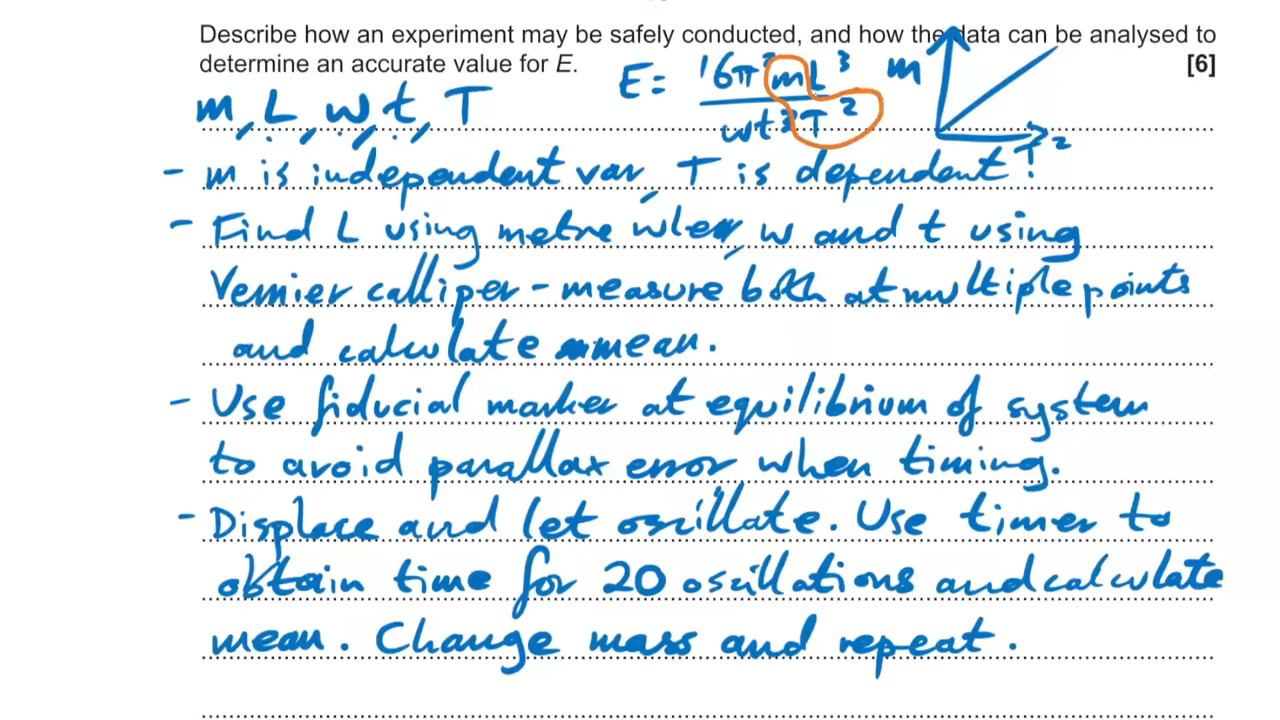 Describe how an experiment may be safely conducted, and how the data can be analysed to
determine an accurate value for E. [6]
E = 16π²mL³ / wt³T²
m
T²
m, L, w, t, T
- m is independent var, T is dependent!
- Find L using metre ruler, w and t using
Vernier calliper - measure both at multiple points
and calculate mean.
- Use fiducial marker at equilibrium of system
to avoid parallax error when timing.
- Displace and let oscillate. Use timer to
obtain time for 20 oscillations and calculate
mean. Change mass and repeat.